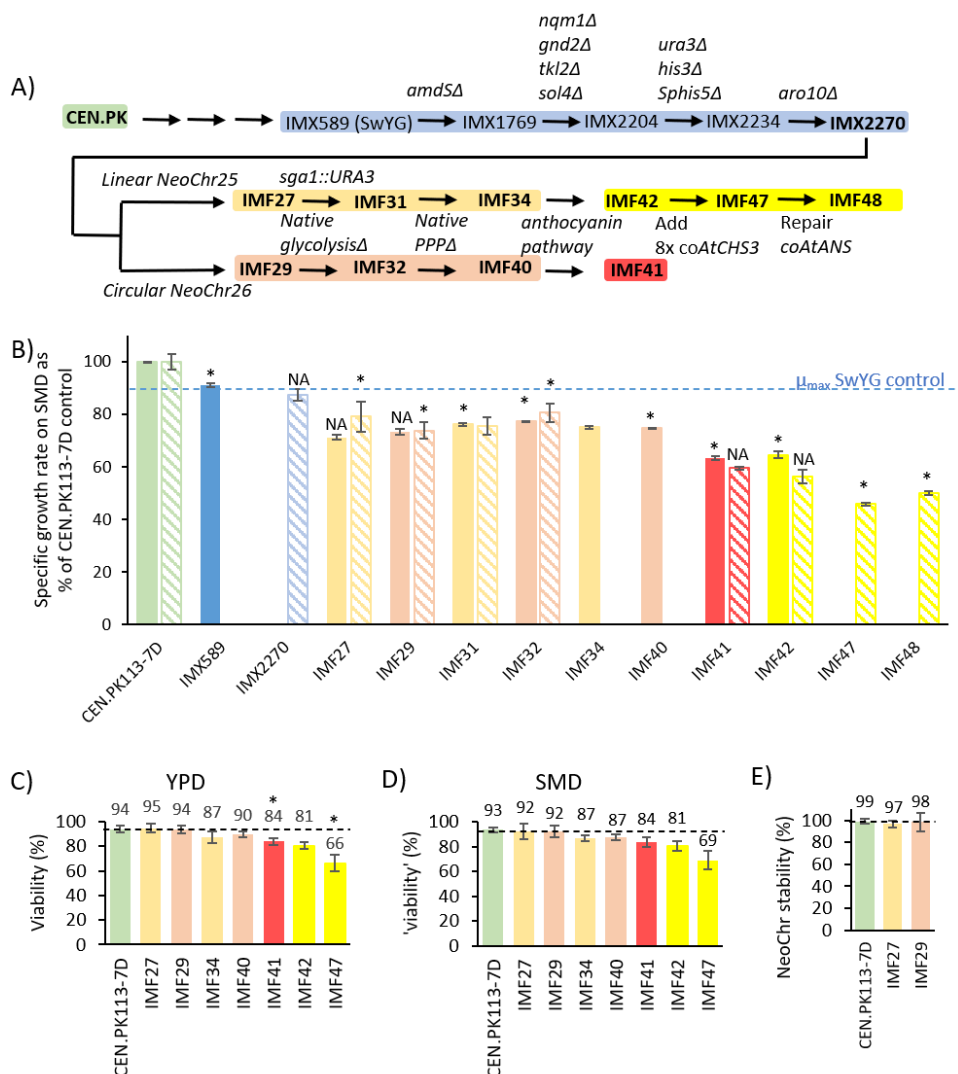 A)
nqm1Δ
gnd2Δ
tkl2Δ
sol4Δ
ura3Δ
his3Δ
Sphis5Δ
amdSΔ
aro10Δ
CEN.PK
IMX589 (SwYG)
IMX1769
IMX2204
IMX2234
IMX2270
Linear NeoChr25
sga1::URA3
IMF27
IMF31
IMF34
IMF42
IMF47
IMF48
Native
glycolysisΔ
Native
PPPΔ
anthocyanin
pathway
Add
8x coAtCHS3
Repair
coAtANS
IMF29
IMF32
IMF40
IMF41
Circular NeoChr26
B)
Specific growth rate on SMD as
% of CEN.PK113-7D control
100
80
60
40
20
0
μmax SwYG control
*
NA
NA
*
NA
*
*
*
*
*
*
NA
*
NA
*
*
CEN.PK113-7D
IMX589
IMX2270
IMF27
IMF29
IMF31
IMF32
IMF34
IMF40
IMF41
IMF42
IMF47
IMF48
C)
YPD
Viability (%)
100
80
60
40
20
0
94
95
94
87
90
*
84
81
*
66
CEN.PK113-7D
IMF27
IMF29
IMF34
IMF40
IMF41
IMF42
IMF47
D)
SMD
'viability' (%)
100
80
60
40
20
0
93
92
92
87
87
84
81
69
CEN.PK113-7D
IMF27
IMF29
IMF34
IMF40
IMF41
IMF42
IMF47
E)
NeoChr stability (%)
100
80
60
40
20
0
99
97
98
CEN.PK113-7D
IMF27
IMF29